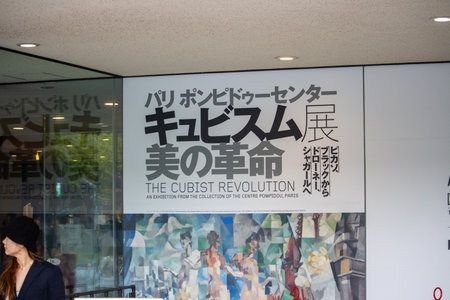 パリ ポンピドゥーセンター
キュビスム展
美の革命
ピカソ、
ブラックから
ドローネー、
シャガールへ
THE CUBIST REVOLUTION
AN EXHIBITION FROM THE COLLECTION OF THE CENTRE POMPIDOU, PARIS